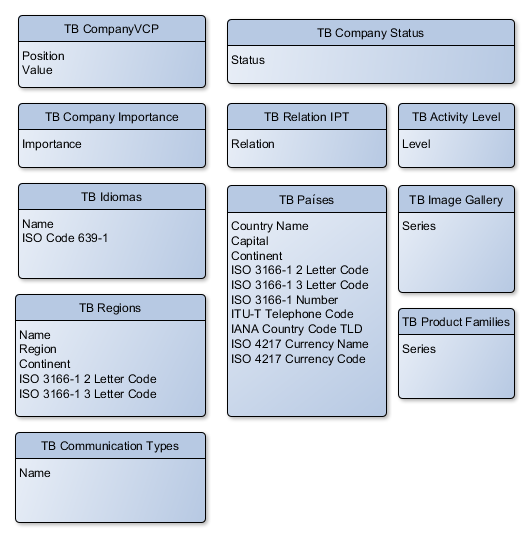 TB CompanyVCP
Position
Value
TB Company Status
Status
TB Company Importance
Importance
TB Relation IPT
Relation
TB Activity Level
Level
TB Idiomas
Name
ISO Code 639-1
TB Países
Country Name
Capital
Continent
ISO 3166-1 2 Letter Code
ISO 3166-1 3 Letter Code
ISO 3166-1 Number
ITU-T Telephone Code
IANA Country Code TLD
ISO 4217 Currency Name
ISO 4217 Currency Code
TB Image Gallery
Series
TB Regions
Name
Region
Continent
ISO 3166-1 2 Letter Code
ISO 3166-1 3 Letter Code
TB Product Families
Series
TB Communication Types
Name